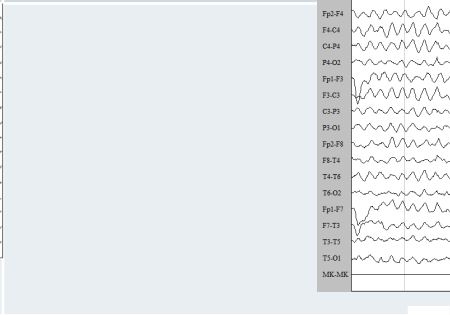 Fp2-F4
F4-C4
C4-P4
P4-O2
Fp1-F3
F3-C3
C3-P3
P3-O1
Fp2-F8
F8-T4
T4-T6
T6-O2
Fp1-F7
F7-T3
T3-T5
T5-O1
MK-MK